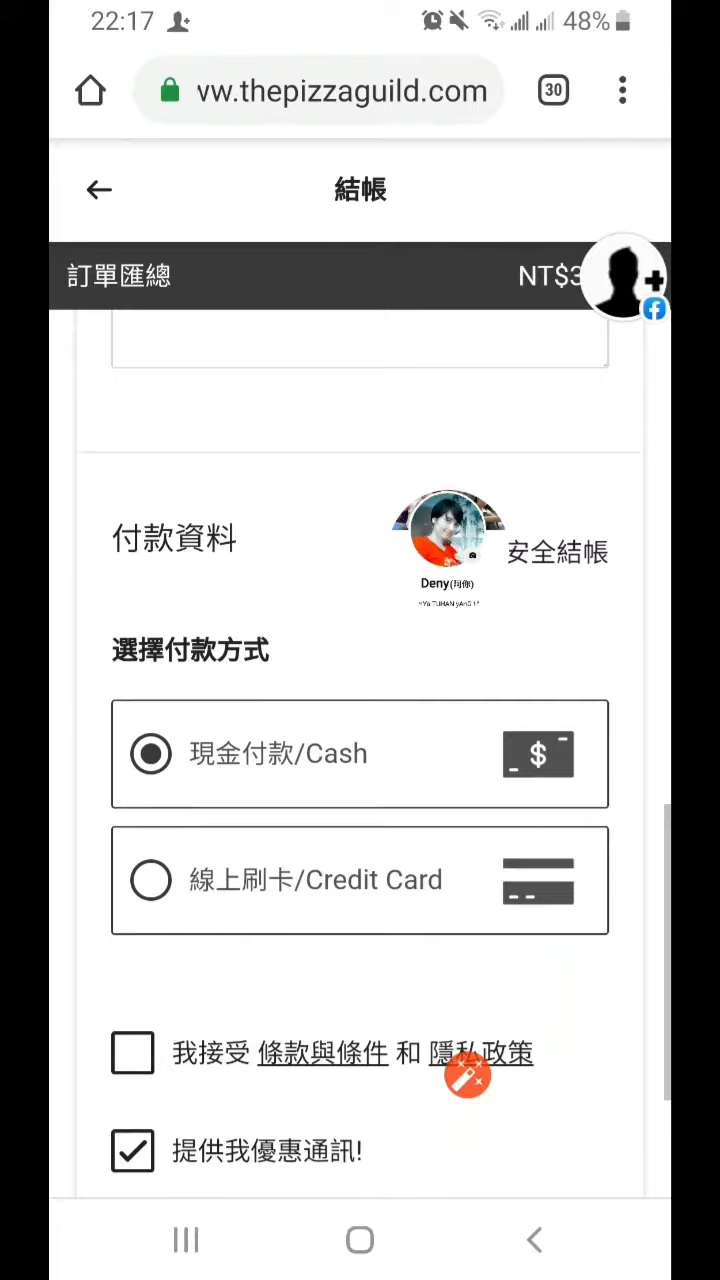 22:17
48%
vw.thepizzaguild.com
30
結帳
訂單匯總
NT$3
付款資料
安全結帳
Deny(阿你)
選擇付款方式
現金付款/Cash
$
線上刷卡/Credit Card
我接受 條款與條件 和 隱私政策
提供我優惠通訊!